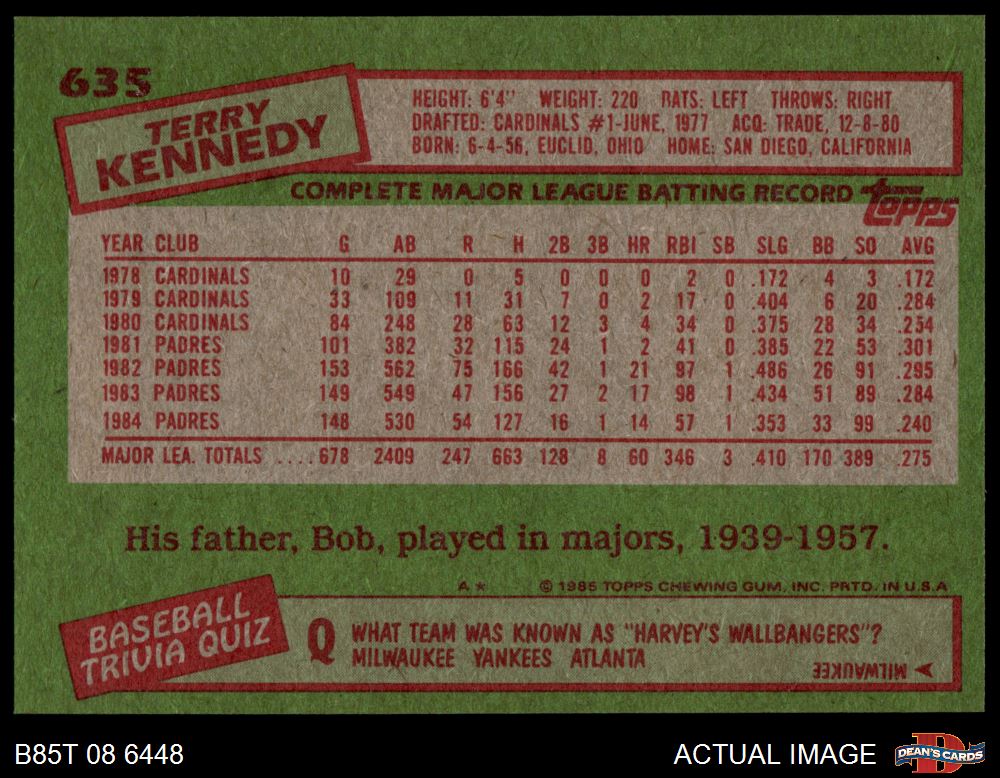 635
TERRY
KENNEDY
HEIGHT: 6'4" WEIGHT: 220 BATS: LEFT THROWS: RIGHT
DRAFTED: CARDINALS #1-JUNE, 1977 ACQ: TRADE, 12-8-80
BORN: 6-4-56, EUCLID, OHIO HOME: SAN DIEGO, CALIFORNIA
COMPLETE MAJOR LEAGUE BATTING RECORD topps
YEAR CLUB G AB R H 2B 3B HR RBI SB SLG BB SO AVG
1978 CARDINALS 10 29 0 5 0 0 0 2 0 .172 4 3 .172
1979 CARDINALS 33 109 11 31 7 0 2 17 0 .404 6 20 .284
1980 CARDINALS 84 248 28 63 12 3 4 34 0 .375 28 34 .254
1981 PADRES 101 382 32 115 24 1 2 41 0 .385 22 53 .301
1982 PADRES 153 562 75 166 42 1 21 97 1 .486 26 91 .295
1983 PADRES 149 549 47 156 27 2 17 98 1 .434 51 89 .284
1984 PADRES 148 530 54 127 16 1 14 57 1 .353 33 99 .240
MAJOR LEA. TOTALS ....678 2409 247 663 128 8 60 346 3 .410 170 389 .275
His father, Bob, played in majors, 1939-1957.
A* © 1985 TOPPS CHEWING GUM, INC. PRTD. IN U.S.A
BASEBALL
TRIVIA QUIZ
Q WHAT TEAM WAS KNOWN AS "HARVEY'S WALLBANGERS"?
MILWAUKEE YANKEES ATLANTA
MILWAUKEE
B85T 08 6448
ACTUAL IMAGE
D
DEAN'S CARDS